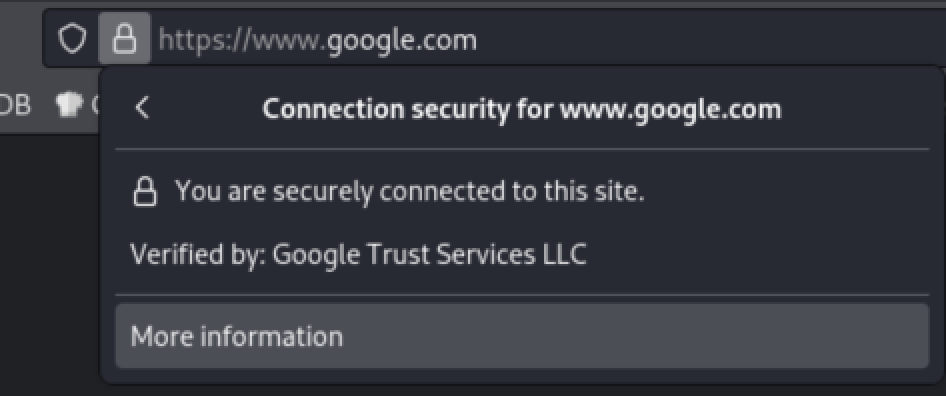 https://www.google.com
DB
Connection security for www.google.com
You are securely connected to this site.
Verified by: Google Trust Services LLC
More information